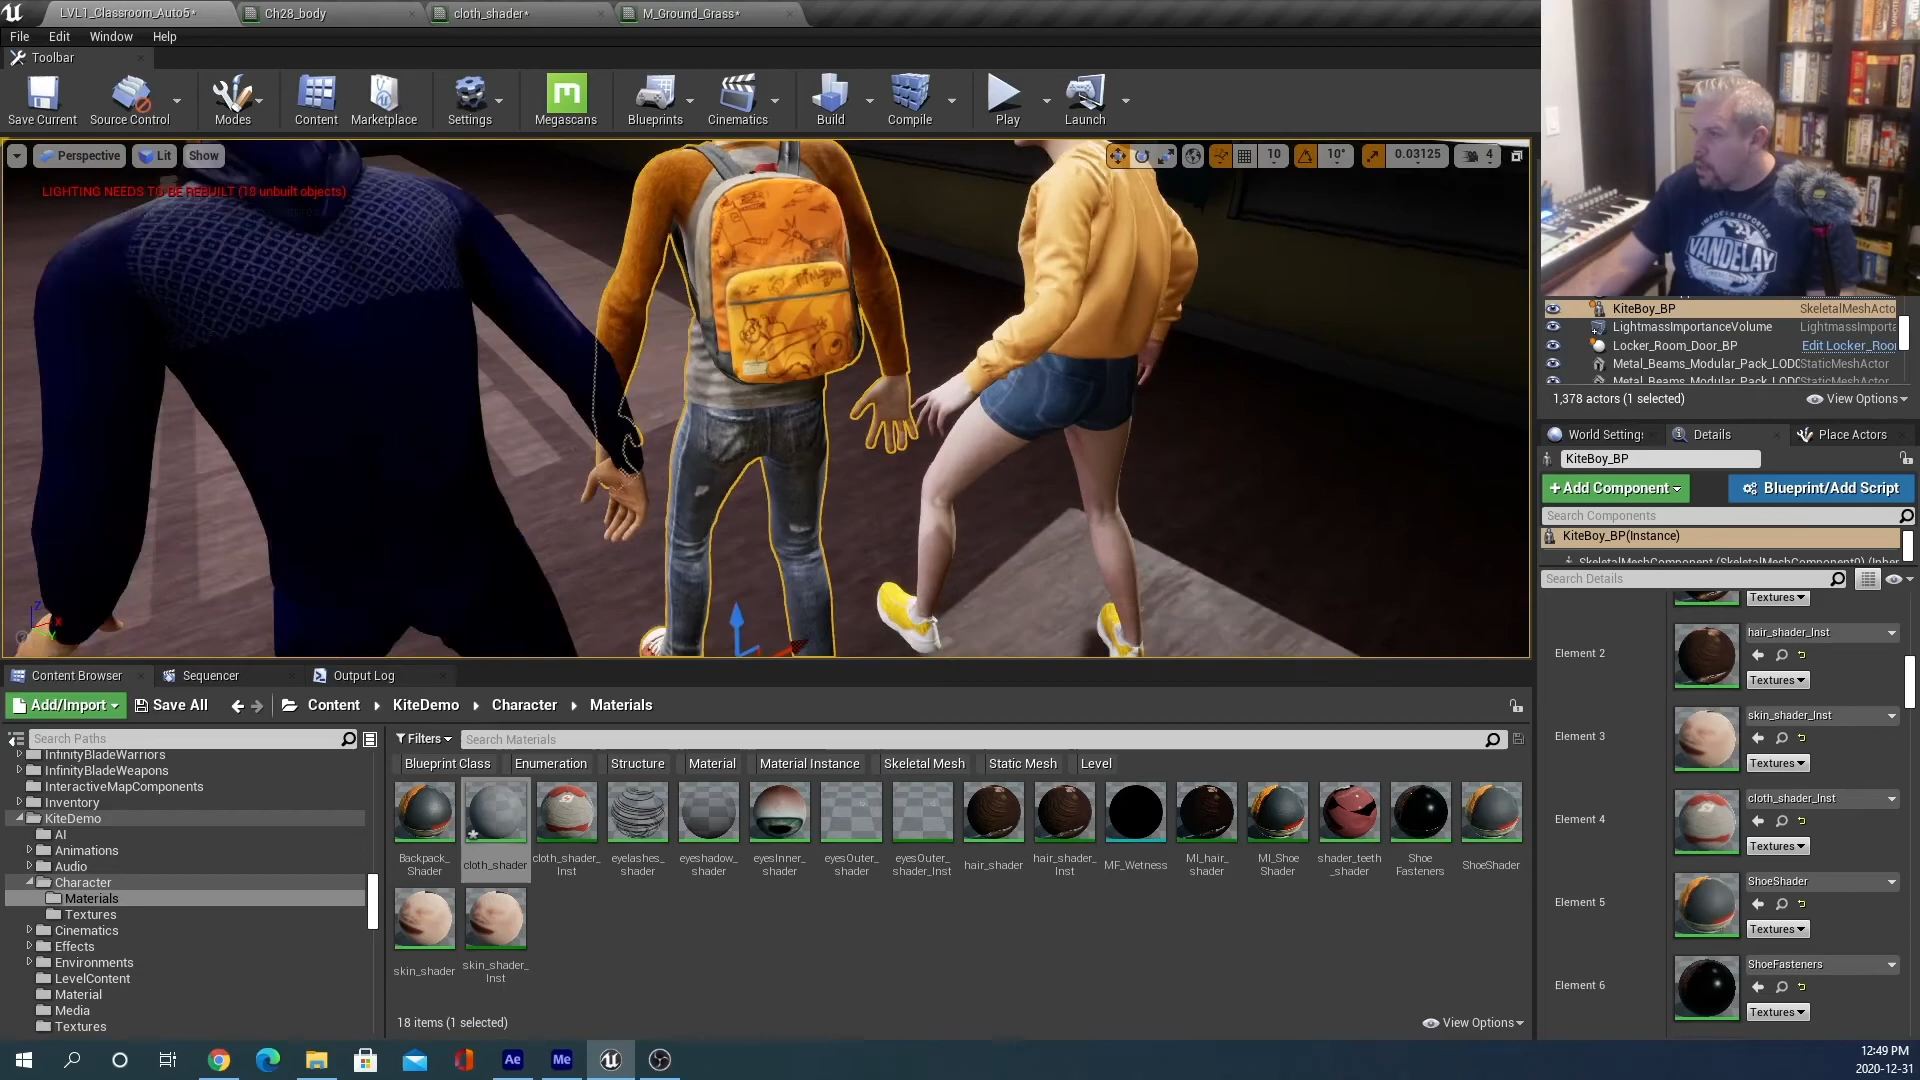 LVL1_Classroom_Auto5*
Ch28_body
cloth_shader*
M_Ground_Grass*
File Edit Window Help
Toolbar
Save Current
Source Control
Modes
Content
Marketplace
Settings
Megascans
Blueprints
Cinematics
Build
Compile
Play
Launch
Perspective
Lit
Show
10
10°
0.03125
4
LIGHTING NEEDS TO BE REBUILT (18 unbuilt objects)
VANDELAY
KiteBoy_BP SkeletalMeshActo
LightmassImportanceVolume LightmassImporta
Locker_Room_Door_BP Edit Locker_Roo
Metal_Beams_Modular_Pack_LOD0 StaticMeshActor
Metal_Beams_Modular_Pack_LOD0 StaticMeshActor
1,378 actors (1 selected)
View Options
World Settings
Details
Place Actors
KiteBoy_BP
+Add Component
Blueprint/Add Script
Search Components
KiteBoy_BP(Instance)
SkeletalMeshComponent (SkeletalMeshComponent0) (Inher
Search Details
Textures
Element 2
hair_shader_Inst
Textures
Element 3
skin_shader_Inst
Textures
Element 4
cloth_shader_Inst
Textures
Element 5
ShoeShader
Textures
Element 6
ShoeFasteners
Textures
Content Browser
Sequencer
Output Log
Add/Import
Save All
Content
KiteDemo
Character
Materials
Search Paths
InfinityBladeWarriors
InfinityBladeWeapons
InteractiveMapComponents
Inventory
KiteDemo
AI
Animations
Audio
Character
Materials
Textures
Cinematics
Effects
Environments
LevelContent
Material
Media
Textures
Filters
Search Materials
Blueprint Class
Enumeration
Structure
Material
Material Instance
Skeletal Mesh
Static Mesh
Level
Backpack_
Shader
cloth_shader
cloth_shader_
Inst
eyelashes_
shader
eyeshadow_
shader
eyesInner_
shader
eyesOuter_
shader
eyesOuter_
shader_Inst
hair_shader
hair_shader_
Inst
MF_Wetness
MI_hair_
shader
MI_Shoe
Shader
shader_teeth
_shader
Shoe
Fasteners
ShoeShader
skin_shader
skin_shader_
Inst
18 items (1 selected)
View Options
Ae
Me
12:49 PM
2020-12-31